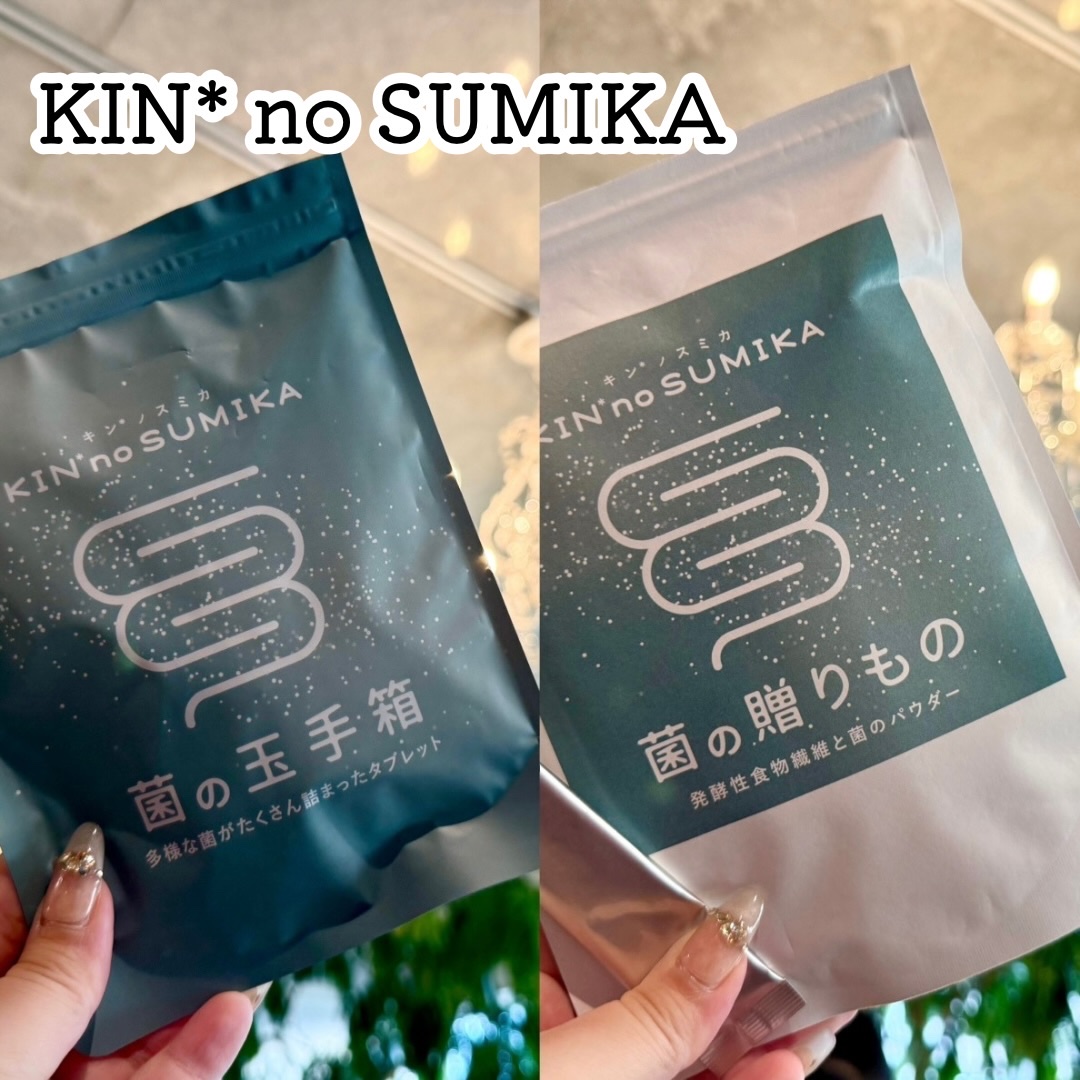 KIN* no SUMIKA
キン*ノスミカ
KIN*no SUMIKA
菌の玉手箱
多様な菌がたくさん詰まったタブレット
キン*ノスミカ
KIN*no SUMIKA
菌の贈りもの
発酵性食物繊維と菌のパウダー